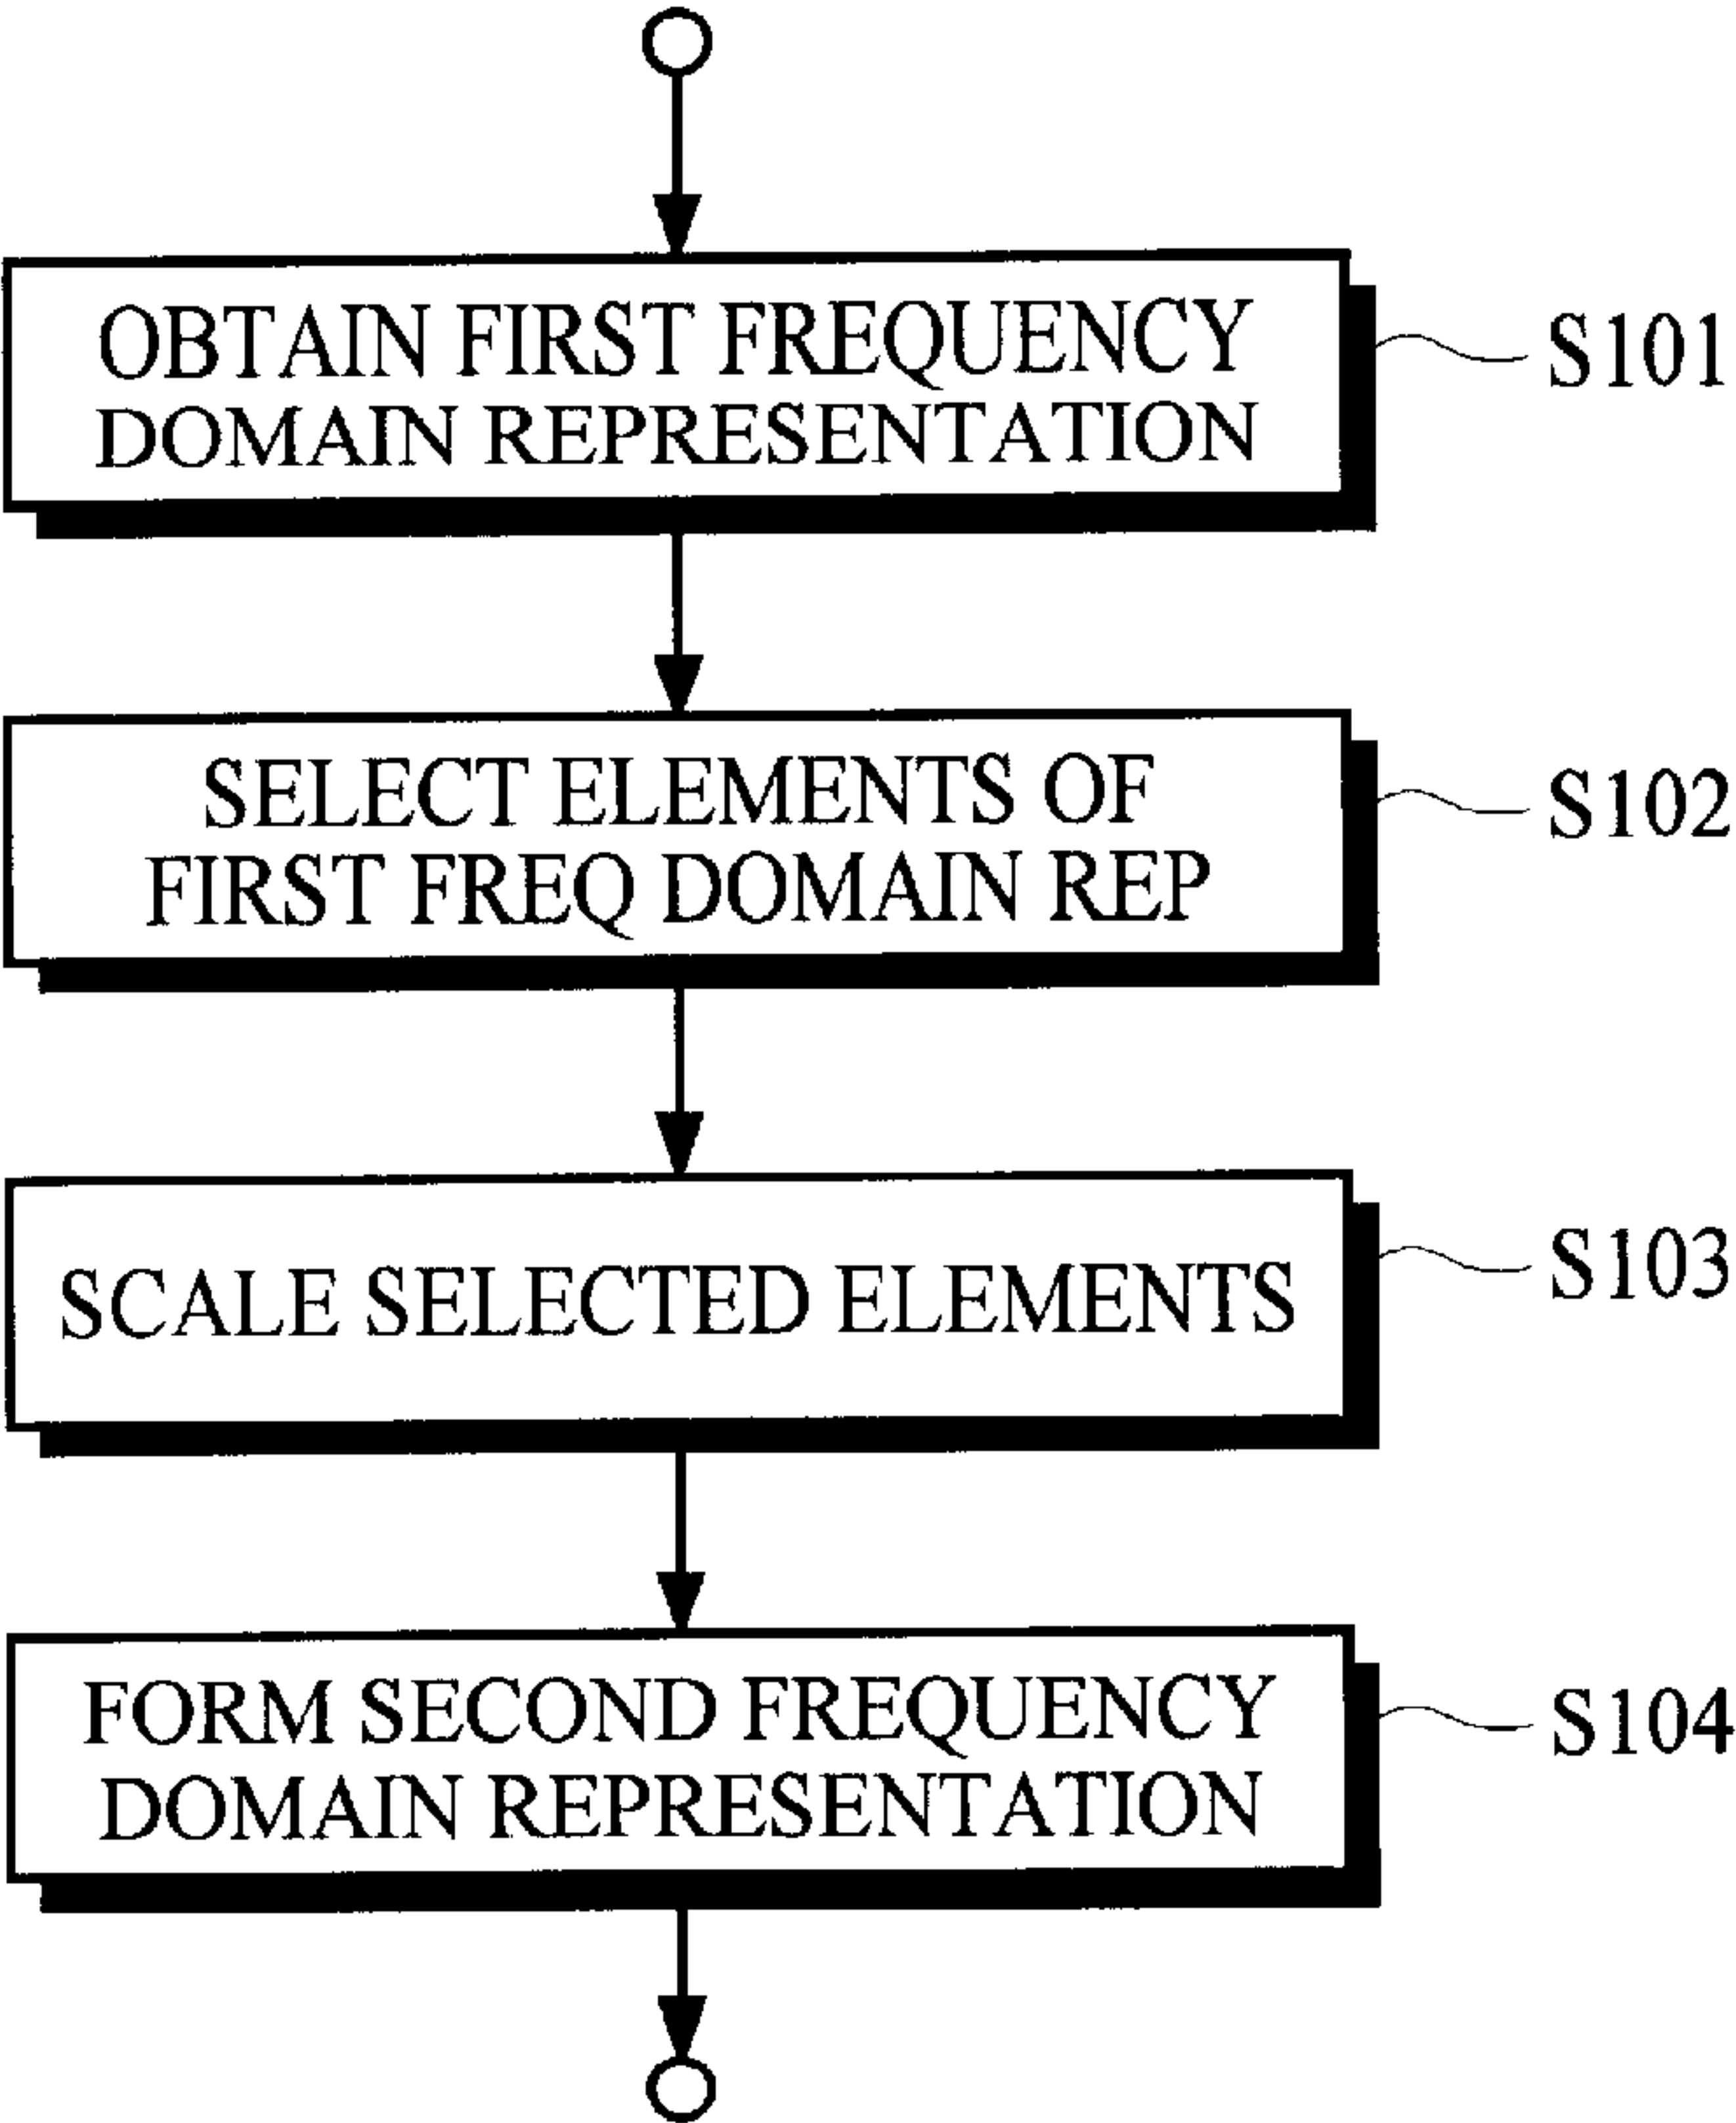 OBTAIN FIRST FREQUENCY
DOMAIN REPRESENTATION
S101
SELECT ELEMENTS OF
FIRST FREQ DOMAIN REP
S102
SCALE SELECTED ELEMENTS
S103
FORM SECOND FREQUENCY
DOMAIN REPRESENTATION
S104